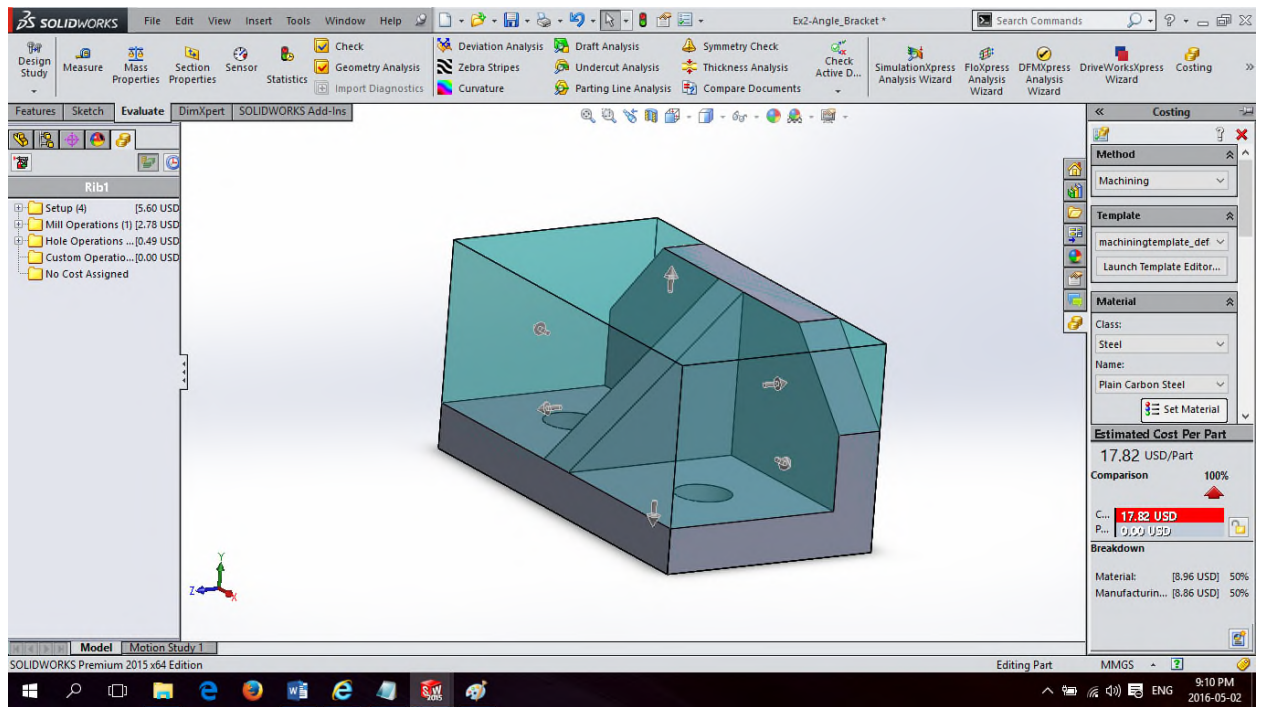 SOLIDWORKS File Edit View Insert Tools Window Help Ex2-Angle_Bracket * Search Commands
Design Study
Measure
Mass Properties
Section Properties
Sensor
Statistics
Check
Geometry Analysis
Import Diagnostics
Deviation Analysis
Zebra Stripes
Curvature
Draft Analysis
Undercut Analysis
Parting Line Analysis
Symmetry Check
Thickness Analysis
Compare Documents
Check Active D...
SimulationXpress Analysis Wizard
FloXpress Analysis Wizard
DFMXpress Analysis Wizard
DriveWorksXpress Wizard
Costing
Features Sketch Evaluate DimXpert SOLIDWORKS Add-Ins
Rib1
Setup (4) [5.60 USD
Mill Operations (1) [2.78 USD
Hole Operations ...[0.49 USD
Custom Operatio...[0.00 USD
No Cost Assigned
Y
Z
X
Costing
Method
Machining
Template
machiningtemplate_def
Launch Template Editor...
Material
Class:
Steel
Name:
Plain Carbon Steel
Set Material
Estimated Cost Per Part
17.82 USD/Part
Comparison 100%
C... 17.82 USD
P... 0.00 USD
Breakdown
Material: [8.96 USD] 50%
Manufacturin... [8.86 USD] 50%
Model Motion Study 1
SOLIDWORKS Premium 2015 x64 Edition Editing Part MMGS
ENG 9:10 PM
2016-05-02